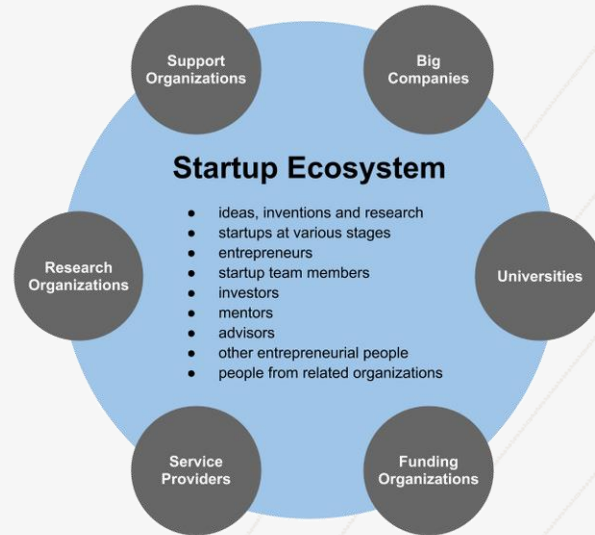 Support
Organizations
Big
Companies
Startup Ecosystem
● ideas, inventions and research
● startups at various stages
● entrepreneurs
● startup team members
● investors
● mentors
● advisors
● other entrepreneurial people
● people from related organizations
Research
Organizations
Universities
Service
Providers
Funding
Organizations